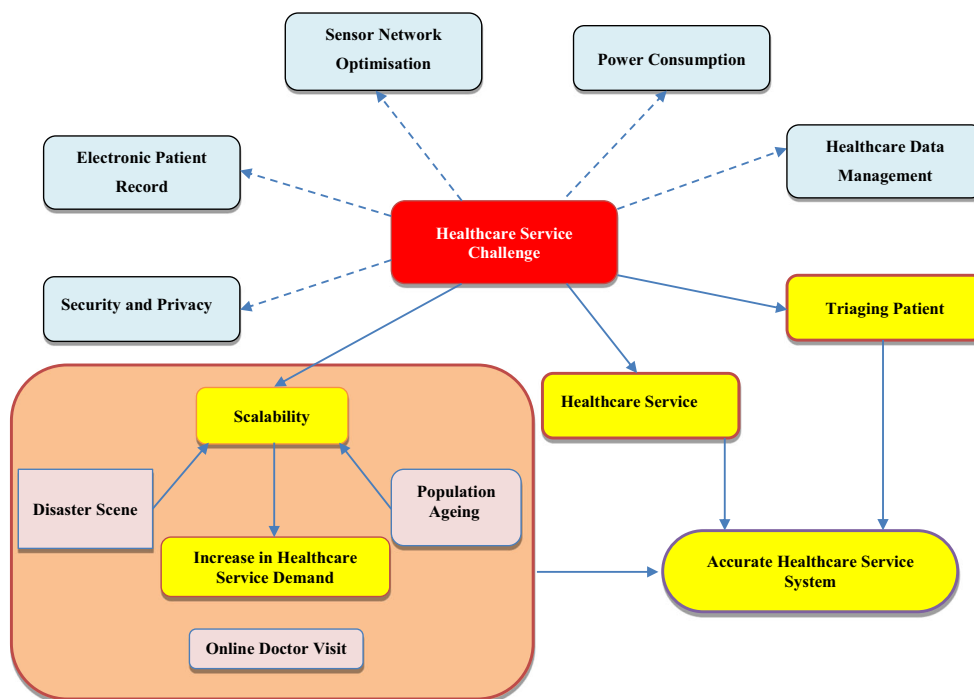 Sensor Network
Optimisation
Power Consumption
Electronic Patient
Record
Healthcare Data
Management
Healthcare Service
Challenge
Security and Privacy
Triaging Patient
Scalability
Healthcare Service
Disaster Scene
Population
Ageing
Increase in Healthcare
Service Demand
Accurate Healthcare Service
System
Online Doctor Visit